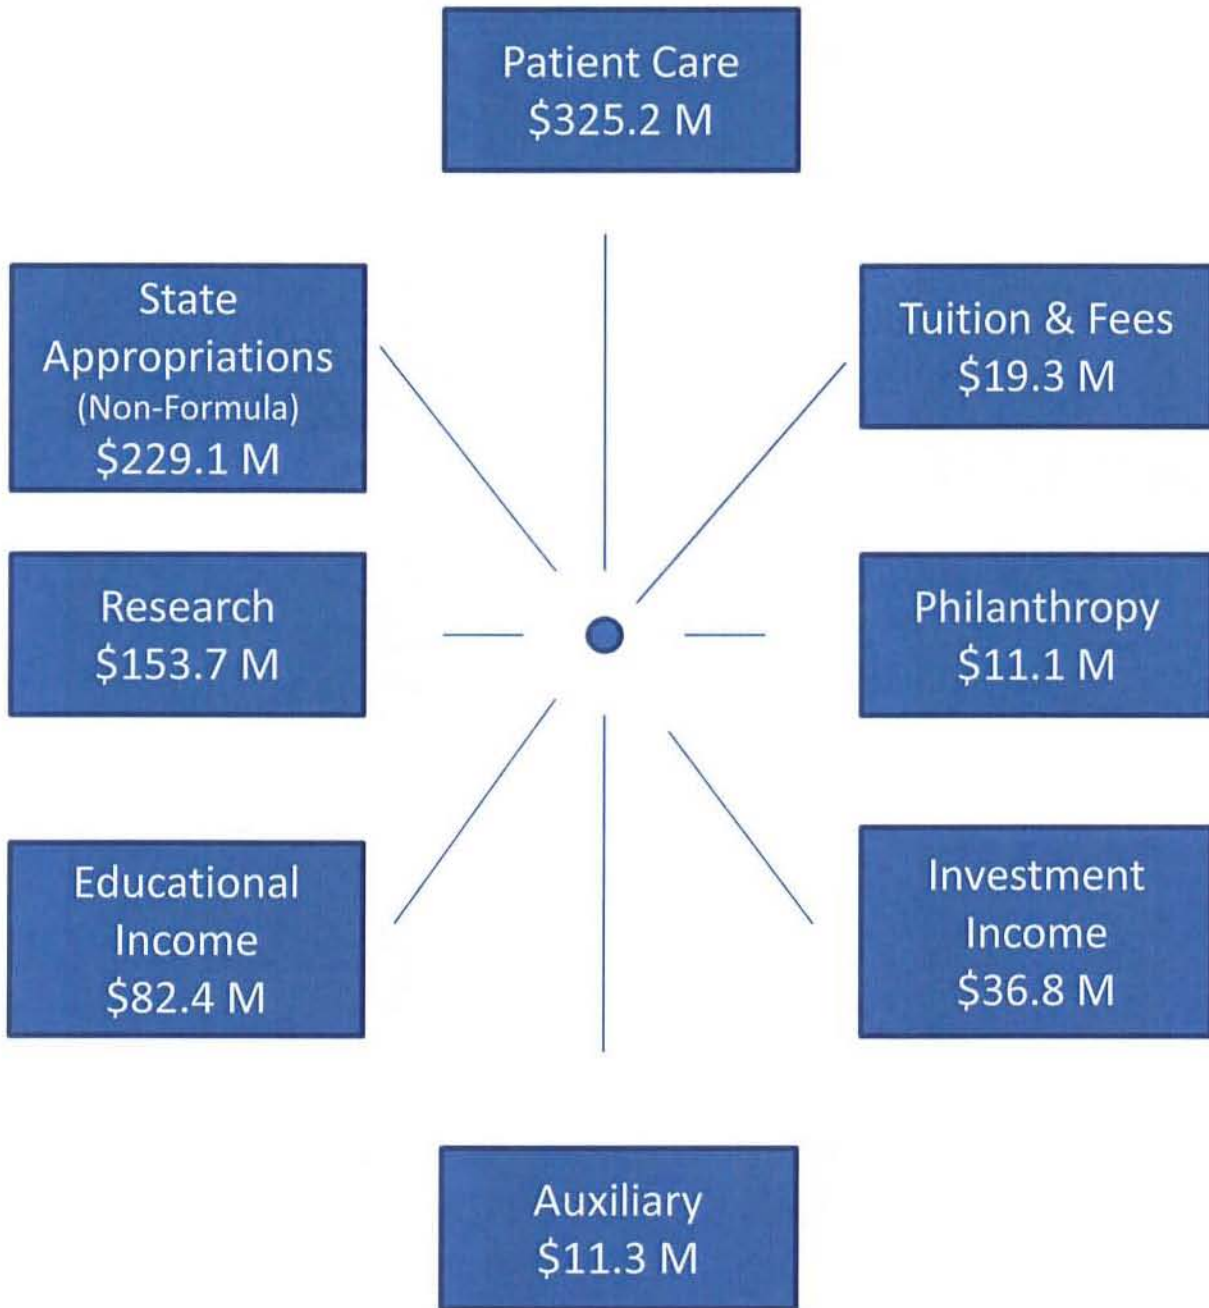 Patient Care
$325.2 M
State
Appropriations
(Non-Formula)
$229.1 M
Tuition & Fees
$19.3 M
Research
$153.7 M
Philanthropy
$11.1 M
Educational
Income
$82.4 M
Investment
Income
$36.8 M
Auxiliary
$11.3 M